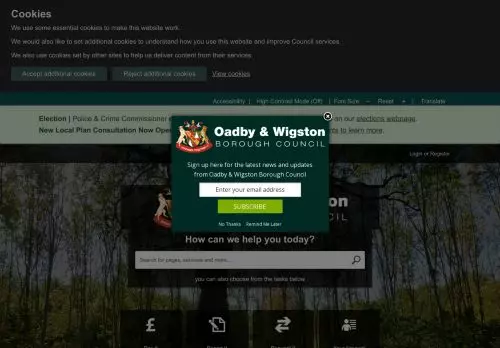 Cookies
We use some essential cookies to make this website work.
We would also like to set additional cookies to understand how you use this website and improve Council services.
We also use cookies set by other sites to help us deliver content from their services.
Accept additional cookies Reject additional cookies View cookies
Accessibility | High Contrast Mode (Off) | Font Size − Reset + | Translate
Election | Police & Crime Commissioner an our elections webpage.
New Local Plan Consultation Now Open ts to learn more.
Login or Register
Oadby & Wigston
BOROUGH COUNCIL
Sign up here for the latest news and updates
from Oadby & Wigston Borough Council
Enter your email address
SUBSCRIBE
No Thanks Remind Me Later
How can we help you today?
Search for pages, services and more...
you can also choose from the tasks below